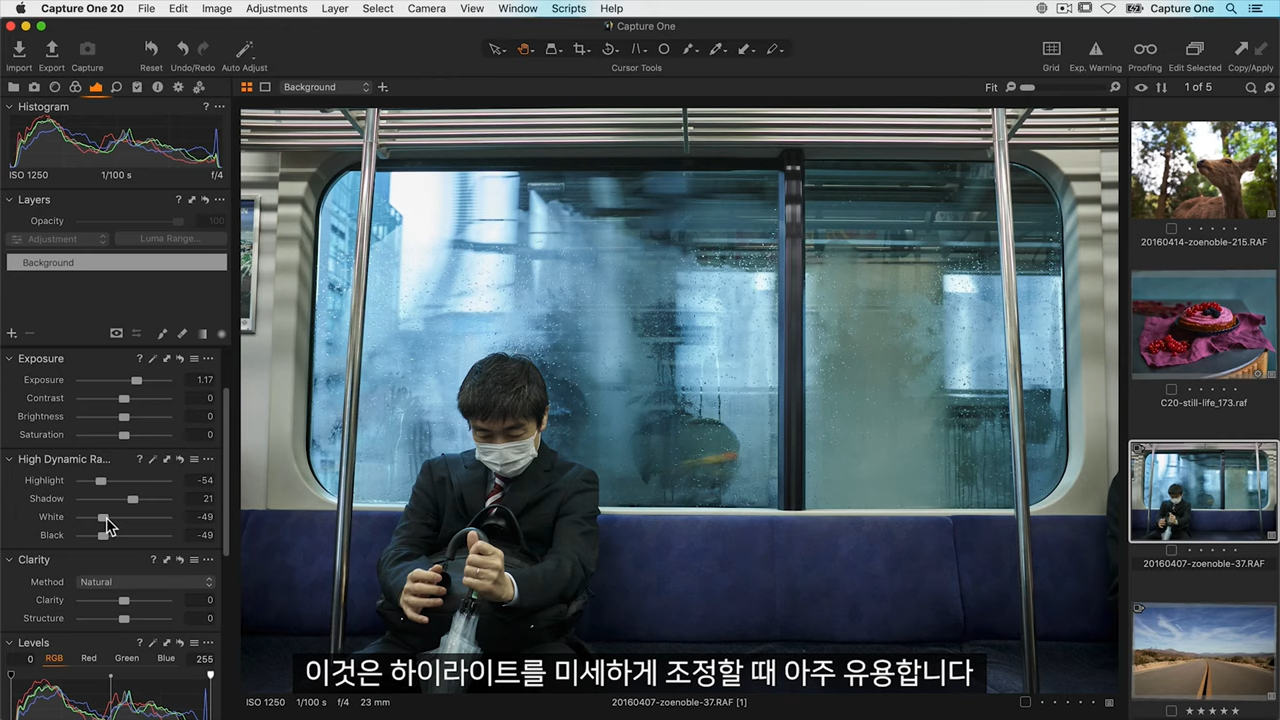 Capture One 20 File Edit Image Adjustments Layer Select Camera View Window Scripts Help Capture One
Capture One
Import Export Capture Reset Undo/Redo Auto Adjust Cursor Tools Grid Exp. Warning Proofing Edit Selected Copy/Apply
Background Fit 1 of 5
Histogram ? ...
ISO 1250 1/100 s f/4
Layers ? ...
Opacity 100
Adjustment Luma Range...
Background
Exposure ? ...
Exposure 1.17
Contrast 0
Brightness 0
Saturation 0
High Dynamic Ra... ? ...
Highlight -54
Shadow 21
White -49
Black -49
Clarity ? ...
Method Natural
Clarity 0
Structure 0
Levels ? ...
0 RGB Red Green Blue 255
이것은 하이라이트를 미세하게 조정할 때 아주 유용합니다
ISO 1250 1/100 s f/4 23 mm 20160407-zoenoble-37.RAF [1]
20160414-zoenoble-215.RAF
C20-still-life_173.raf
20160407-zoenoble-37.RAF